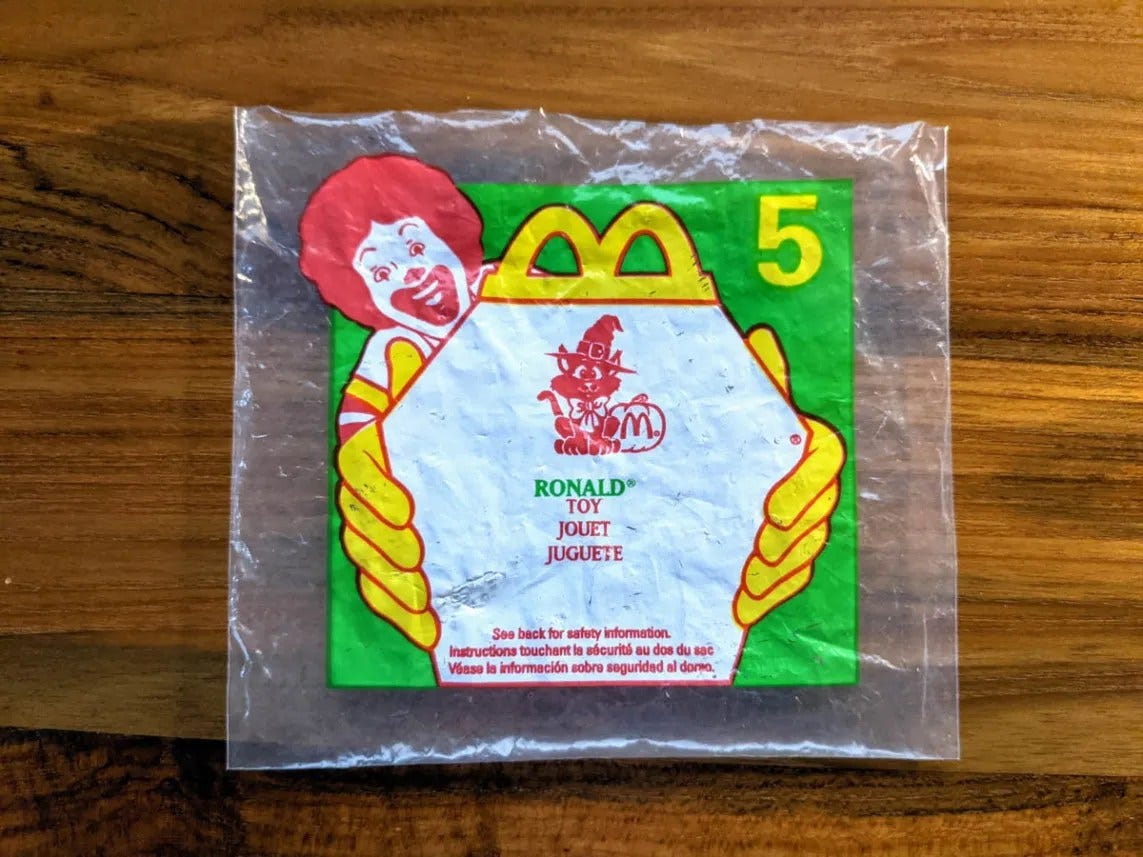 5
RONALD®
TOY
JOUET
JUGUETE
See back for safety information.
Instructions touchant la sécurité au dos du sac
Véase la información sobre seguridad al dorso.